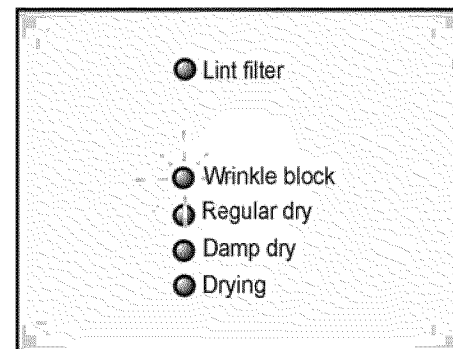 Lint filter
Wrinkle block
Regular dry
Damp dry
Drying